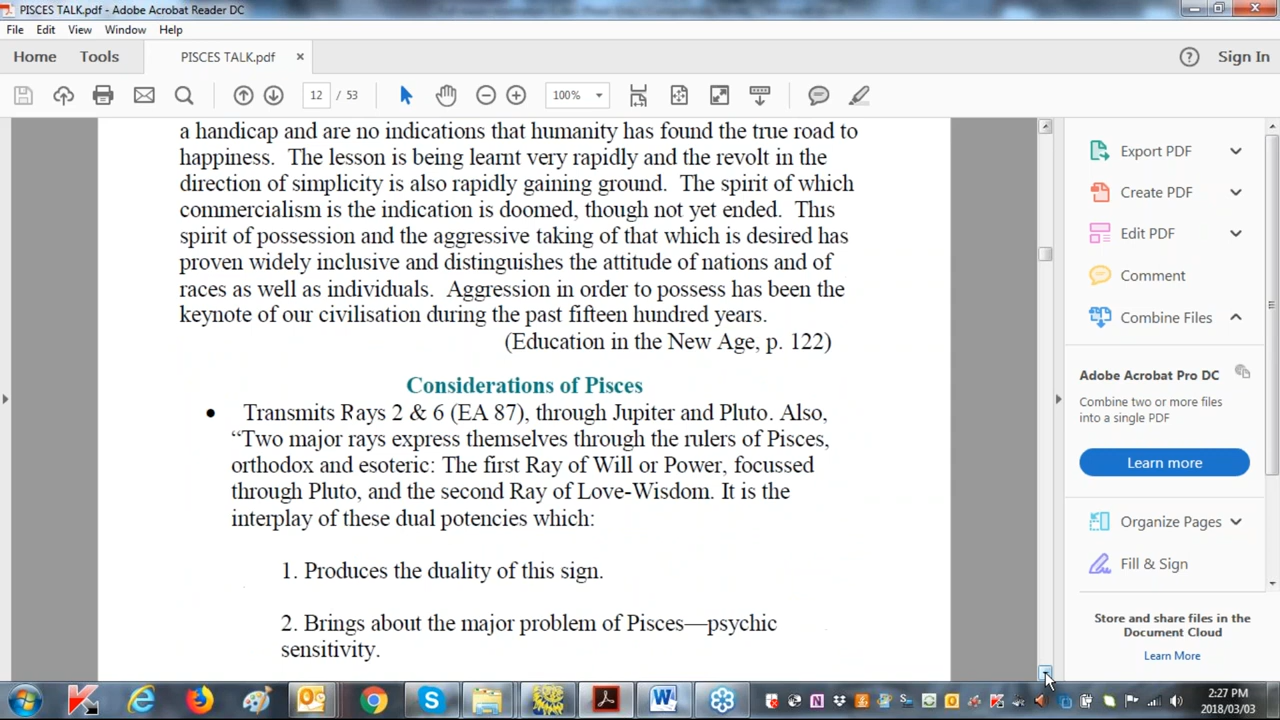 PISCES TALK.pdf - Adobe Acrobat Reader DC
File Edit View Window Help
Home Tools PISCES TALK.pdf × Sign In
12 / 53 100%
a handicap and are no indications that humanity has found the true road to
happiness. The lesson is being learnt very rapidly and the revolt in the
direction of simplicity is also rapidly gaining ground. The spirit of which
commercialism is the indication is doomed, though not yet ended. This
spirit of possession and the aggressive taking of that which is desired has
proven widely inclusive and distinguishes the attitude of nations and of
races as well as individuals. Aggression in order to possess has been the
keynote of our civilisation during the past fifteen hundred years.
(Education in the New Age, p. 122)
Considerations of Pisces
• Transmits Rays 2 & 6 (EA 87), through Jupiter and Pluto. Also,
“Two major rays express themselves through the rulers of Pisces,
orthodox and esoteric: The first Ray of Will or Power, focussed
through Pluto, and the second Ray of Love-Wisdom. It is the
interplay of these dual potencies which:
1. Produces the duality of this sign.
2. Brings about the major problem of Pisces—psychic
sensitivity.
Export PDF
Create PDF
Edit PDF
Comment
Combine Files
Adobe Acrobat Pro DC
Combine two or more files
into a single PDF
Learn more
Organize Pages
Fill & Sign
Store and share files in the
Document Cloud
Learn More
2:27 PM
2018/03/03